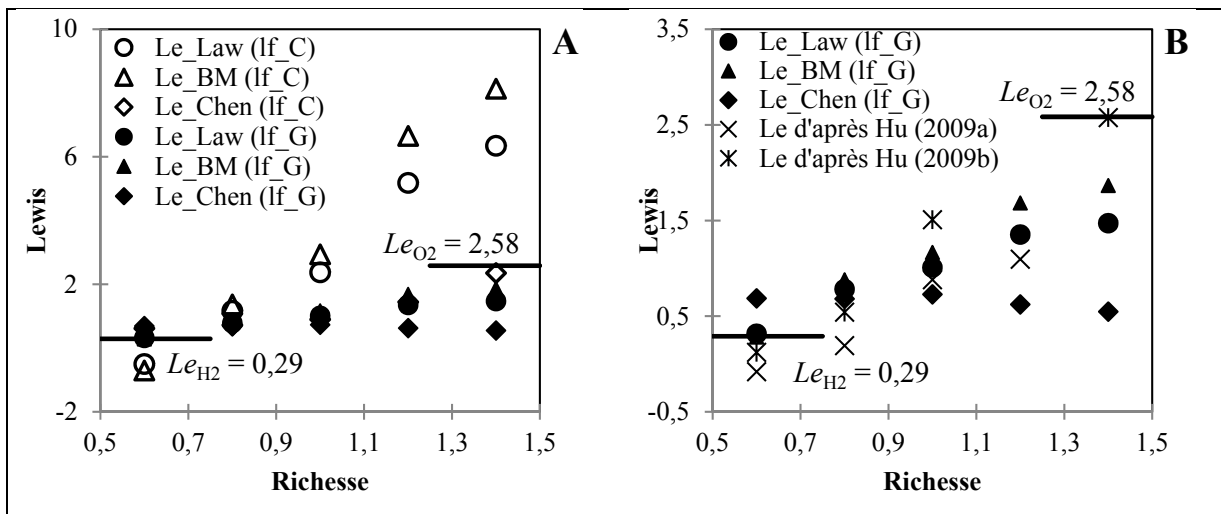 A
10
6
2
-2
Lewis
Le_Law (lf_C)
Le_BM (lf_C)
Le_Chen (lf_C)
Le_Law (lf_G)
Le_BM (lf_G)
Le_Chen (lf_G)
LeO2 = 2,58
LeH2 = 0,29
0,5 0,7 0,9 1,1 1,3 1,5
Richesse
B
3,5
2,5
1,5
0,5
-0,5
Lewis
Le_Law (lf_G)
Le_BM (lf_G)
Le_Chen (lf_G)
Le d'après Hu (2009a)
Le d'après Hu (2009b)
LeO2 = 2,58
LeH2 = 0,29
0,5 0,7 0,9 1,1 1,3 1,5
Richesse